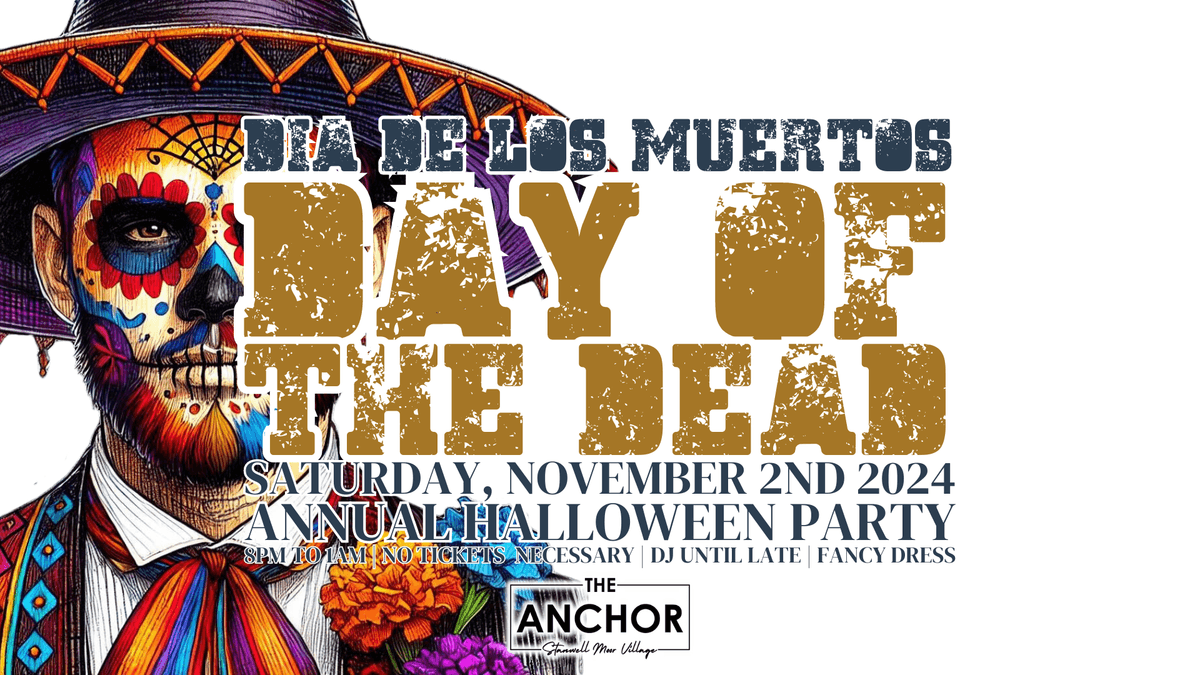 DIA DE LOS MUERTOS
DAY OF
THE DEAD
SATURDAY, NOVEMBER 2ND 2024
ANNUAL HALLOWEEN PARTY
8PM TO 1AM | NO TICKETS NECESSARY | DJ UNTIL LATE | FANCY DRESS
THE
ANCHOR
Stanwell Moor Village